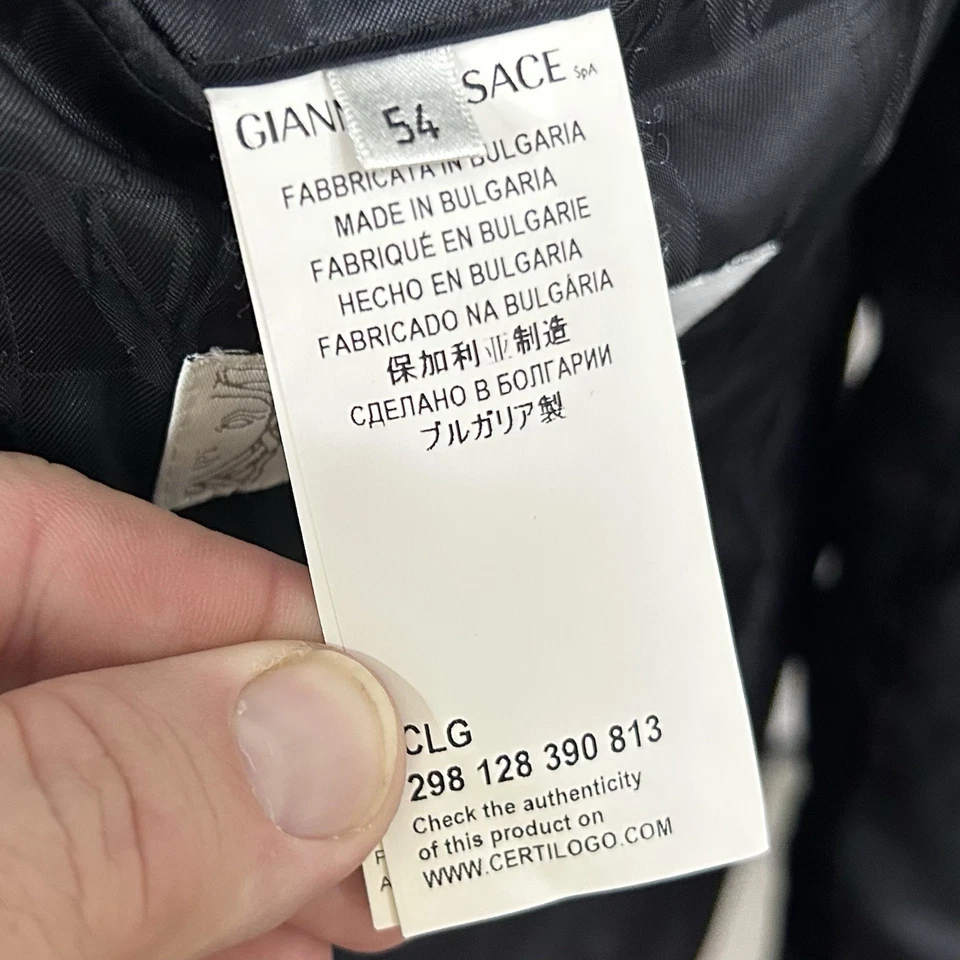 GIANN SACE SpA
54
FABBRICATA IN BULGARIA
MADE IN BULGARIA
FABRIQUÉ EN BULGARIE
HECHO EN BULGARIA
FABRICADO NA BULGÁRIA
保加利亚制造
СДЕЛАНО В БОЛГАРИИ
ブルガリア製
CLG
298 128 390 813
Check the authenticity
of this product on
WWW.CERTILOGO.COM
F
A